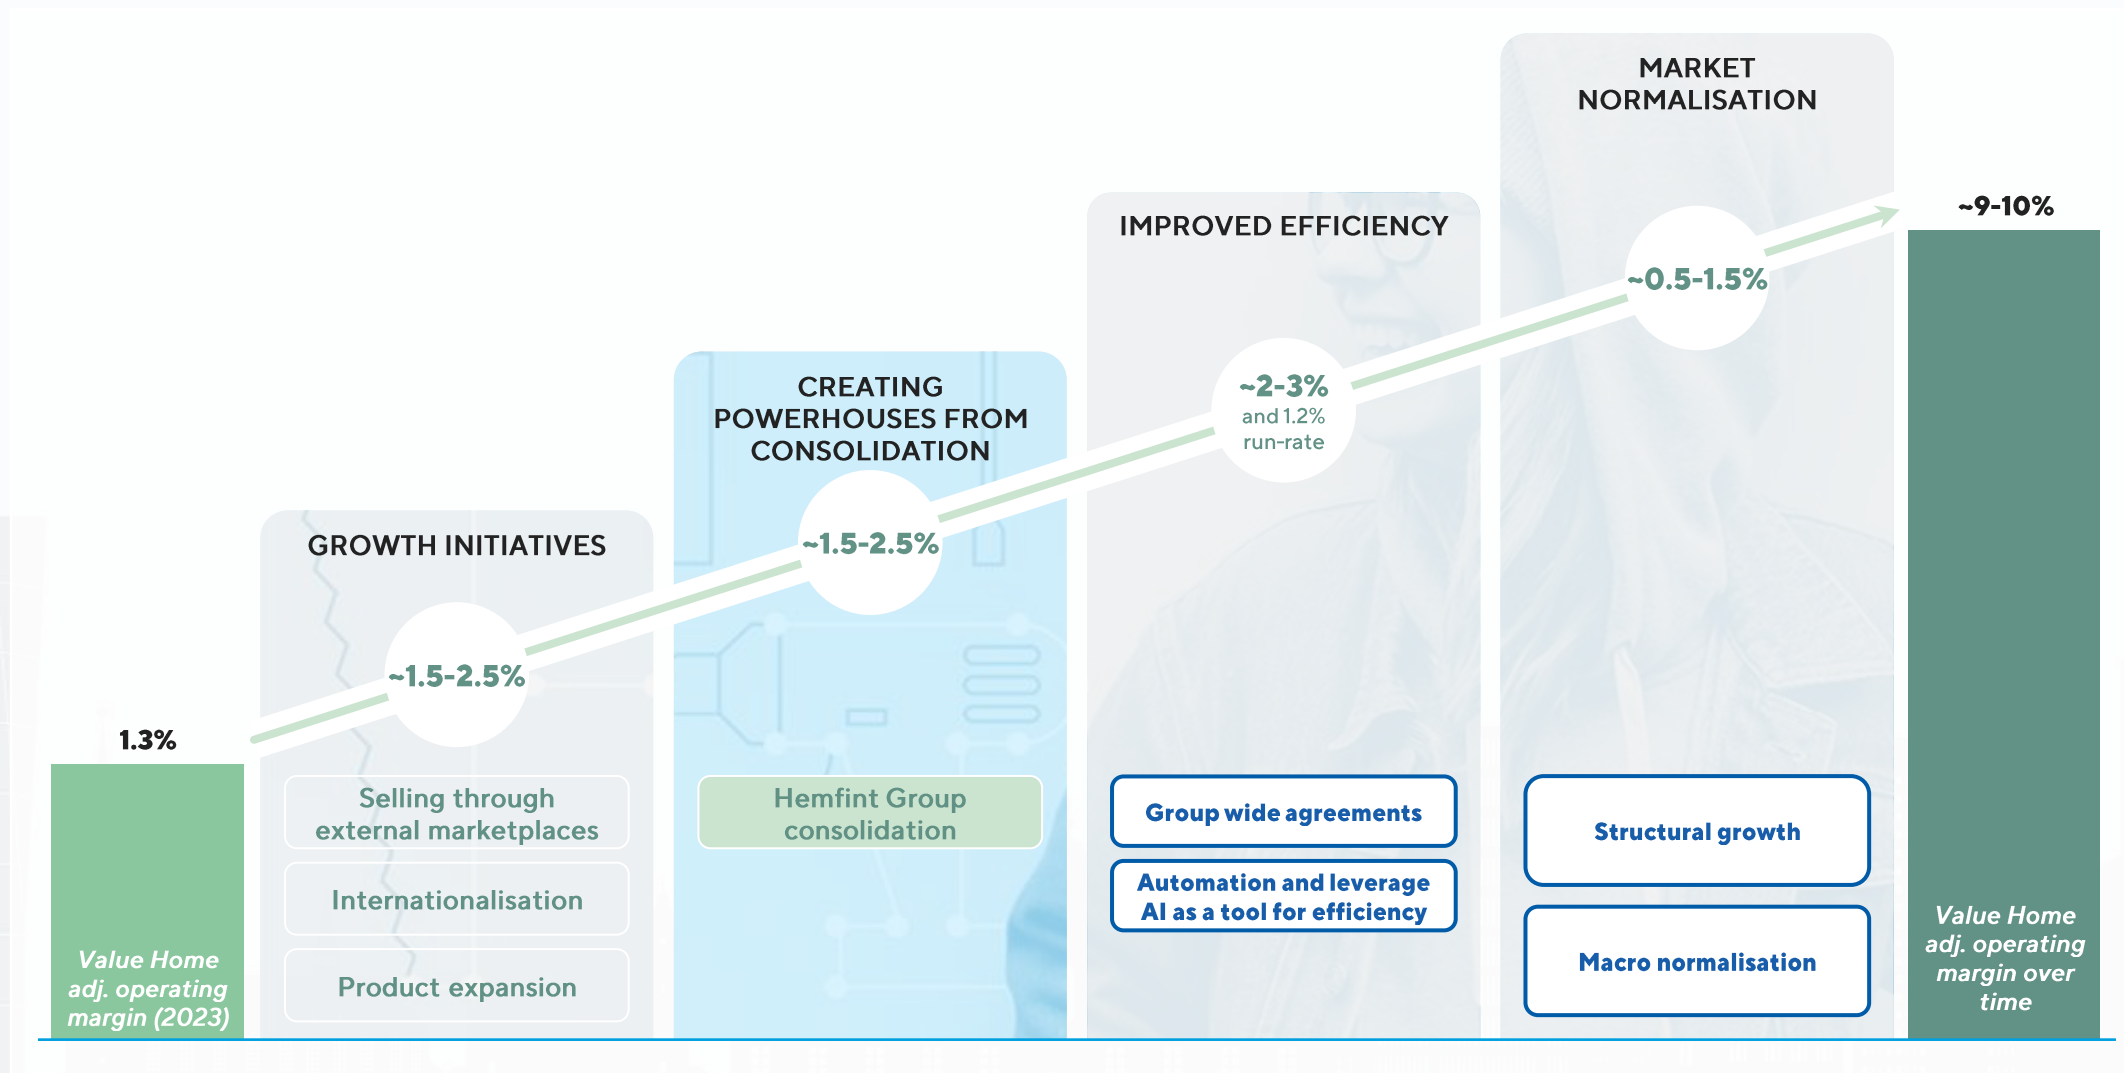 1.3%
Value Home
adj. operating
margin (2023)
GROWTH INITIATIVES
~1.5-2.5%
Selling through
external marketplaces
Internationalisation
Product expansion
CREATING
POWERHOUSES FROM
CONSOLIDATION
~1.5-2.5%
Hemfint Group
consolidation
IMPROVED EFFICIENCY
~2-3%
and 1.2%
run-rate
Group wide agreements
Automation and leverage
AI as a tool for efficiency
MARKET
NORMALISATION
~0.5-1.5%
Structural growth
Macro normalisation
~9-10%
Value Home
adj. operating
margin over
time